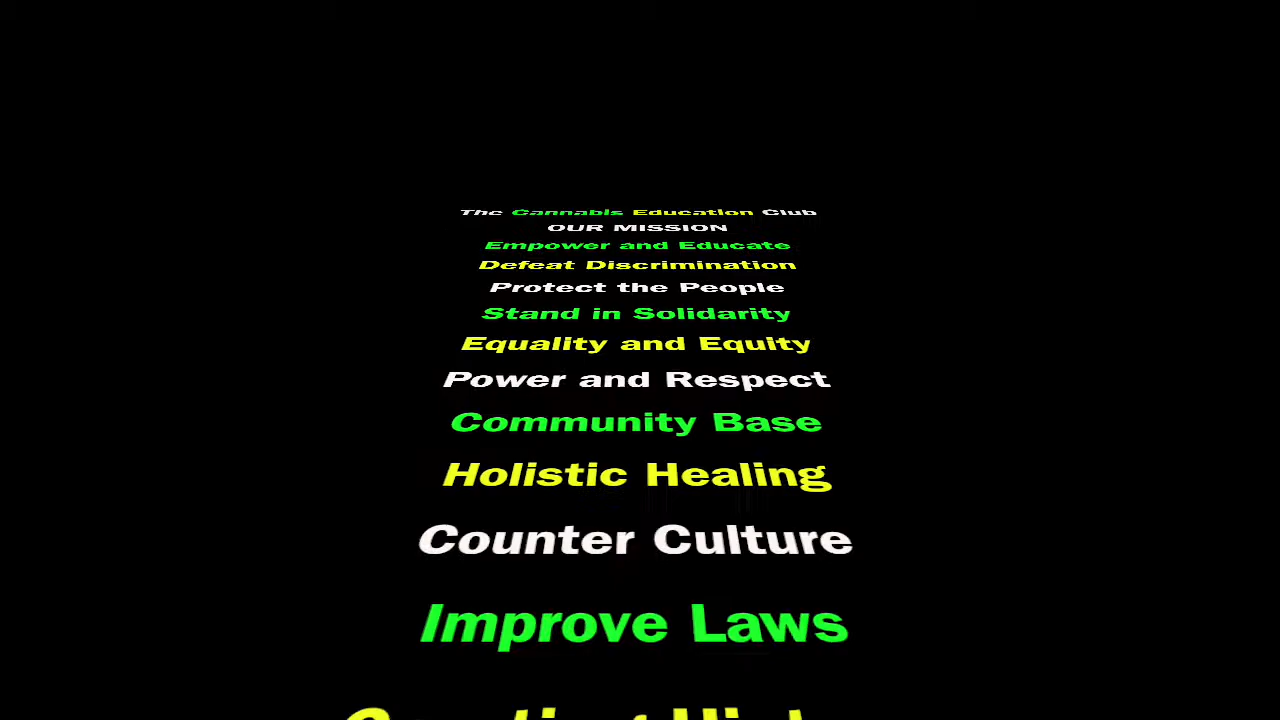 The Cannabis Education Club
OUR MISSION
Empower and Educate
Defeat Discrimination
Protect the People
Stand in Solidarity
Equality and Equity
Power and Respect
Community Base
Holistic Healing
Counter Culture
Improve Laws